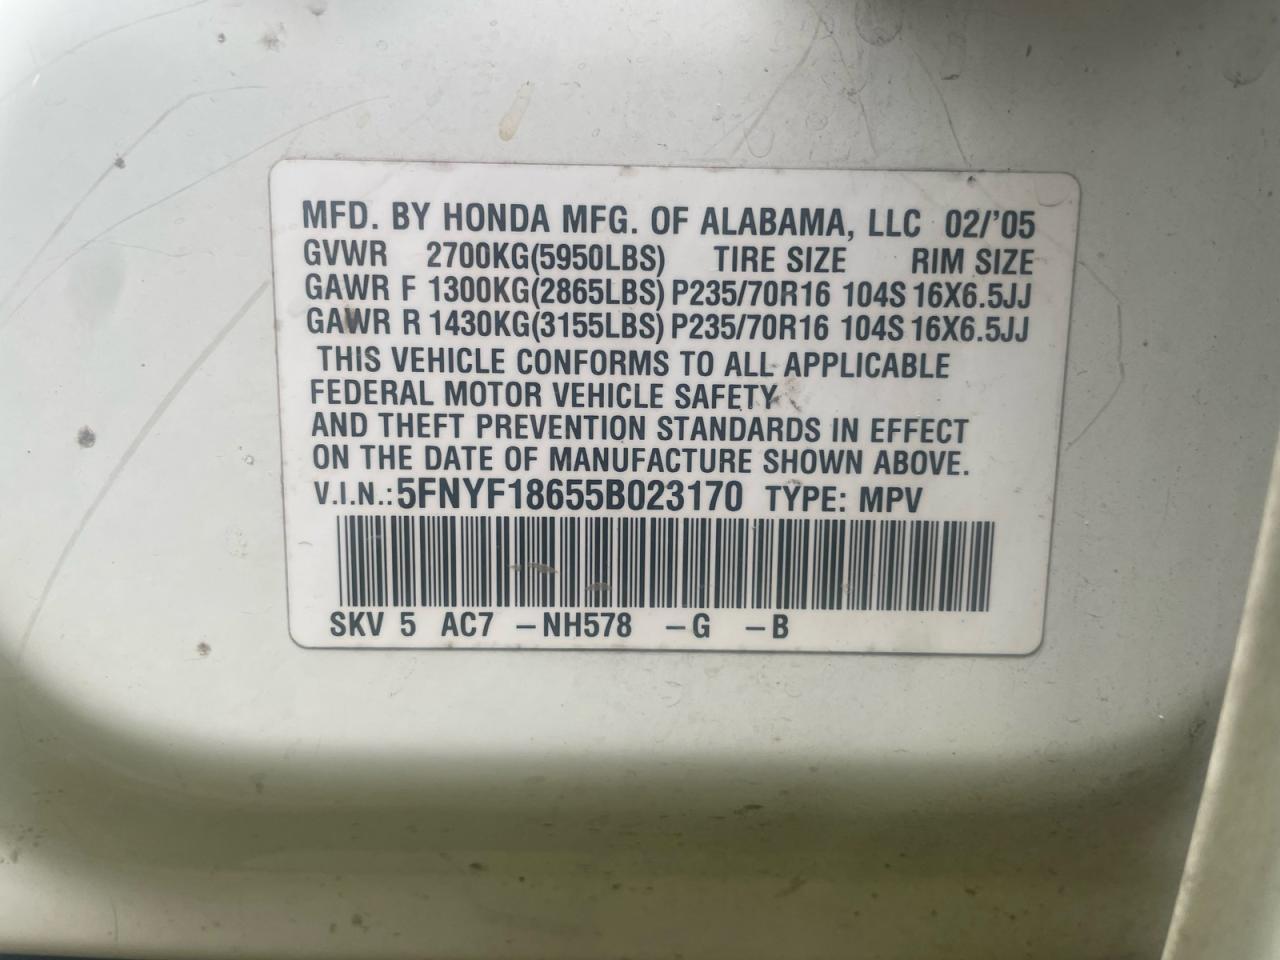 MFD. BY HONDA MFG. OF ALABAMA, LLC 02/'05
GVWR 2700KG(5950LBS) TIRE SIZE RIM SIZE
GAWR F 1300KG(2865LBS) P235/70R16 104S 16X6.5JJ
GAWR R 1430KG(3155LBS) P235/70R16 104S 16X6.5JJ
THIS VEHICLE CONFORMS TO ALL APPLICABLE
FEDERAL MOTOR VEHICLE SAFETY
AND THEFT PREVENTION STANDARDS IN EFFECT
ON THE DATE OF MANUFACTURE SHOWN ABOVE.
V.I.N.: 5FNYF18655B023170 TYPE: MPV
SKV 5 AC7 –NH578 –G –B